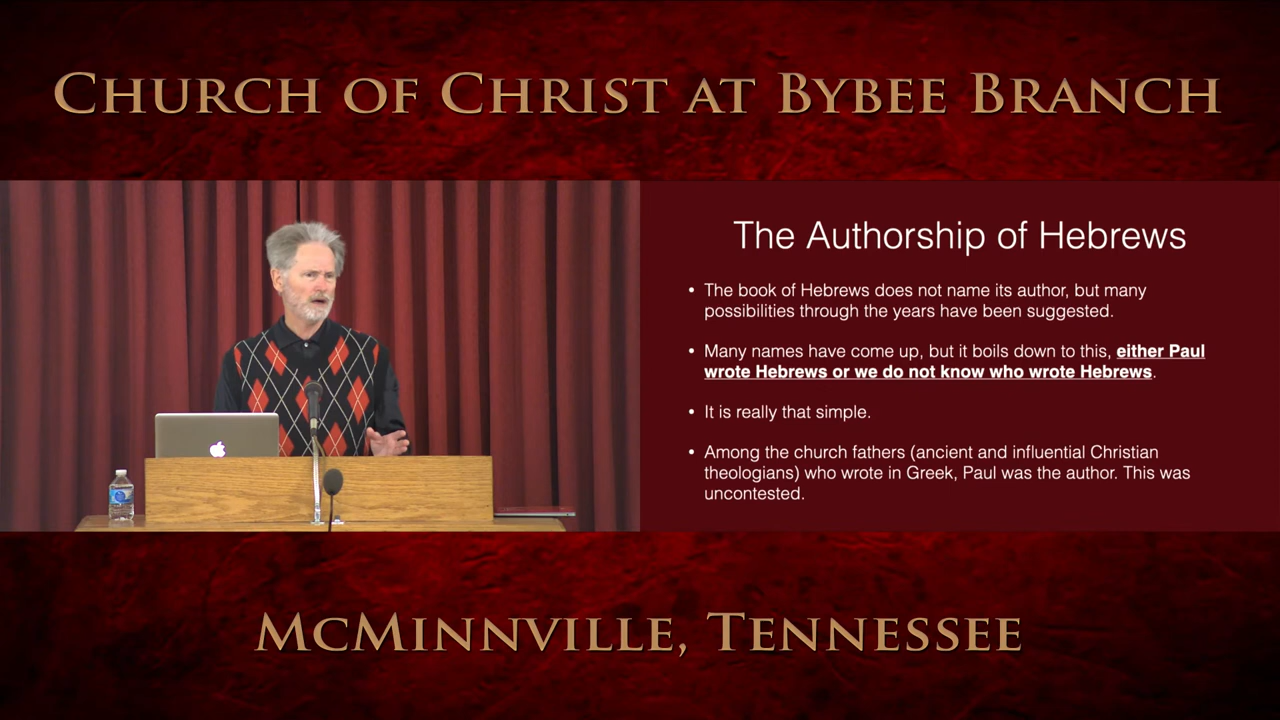 CHURCH OF CHRIST AT BYBEE BRANCH
The Authorship of Hebrews
• The book of Hebrews does not name its author, but many
possibilities through the years have been suggested.
• Many names have come up, but it boils down to this, either Paul
wrote Hebrews or we do not know who wrote Hebrews.
• It is really that simple.
• Among the church fathers (ancient and influential Christian
theologians) who wrote in Greek, Paul was the author. This was
uncontested.
MCMINNVILLE, TENNESSEE